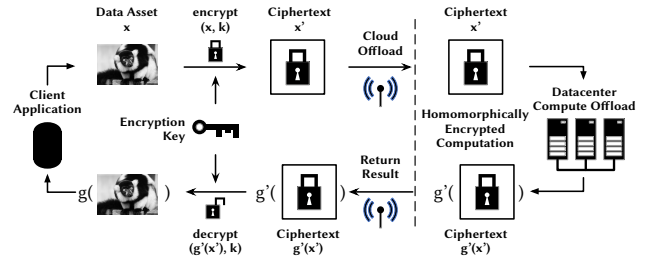 Data Asset
x
encrypt
(x, k)
Ciphertext
x'
Cloud
Offload
Ciphertext
x'
Client
Application
Encryption
Key
Homomorphically
Encrypted
Computation
Datacenter
Compute Offload
Return
Result
g( )
g'( )
g'( )
decrypt
(g'(x'), k)
Ciphertext
g'(x')
Ciphertext
g'(x')